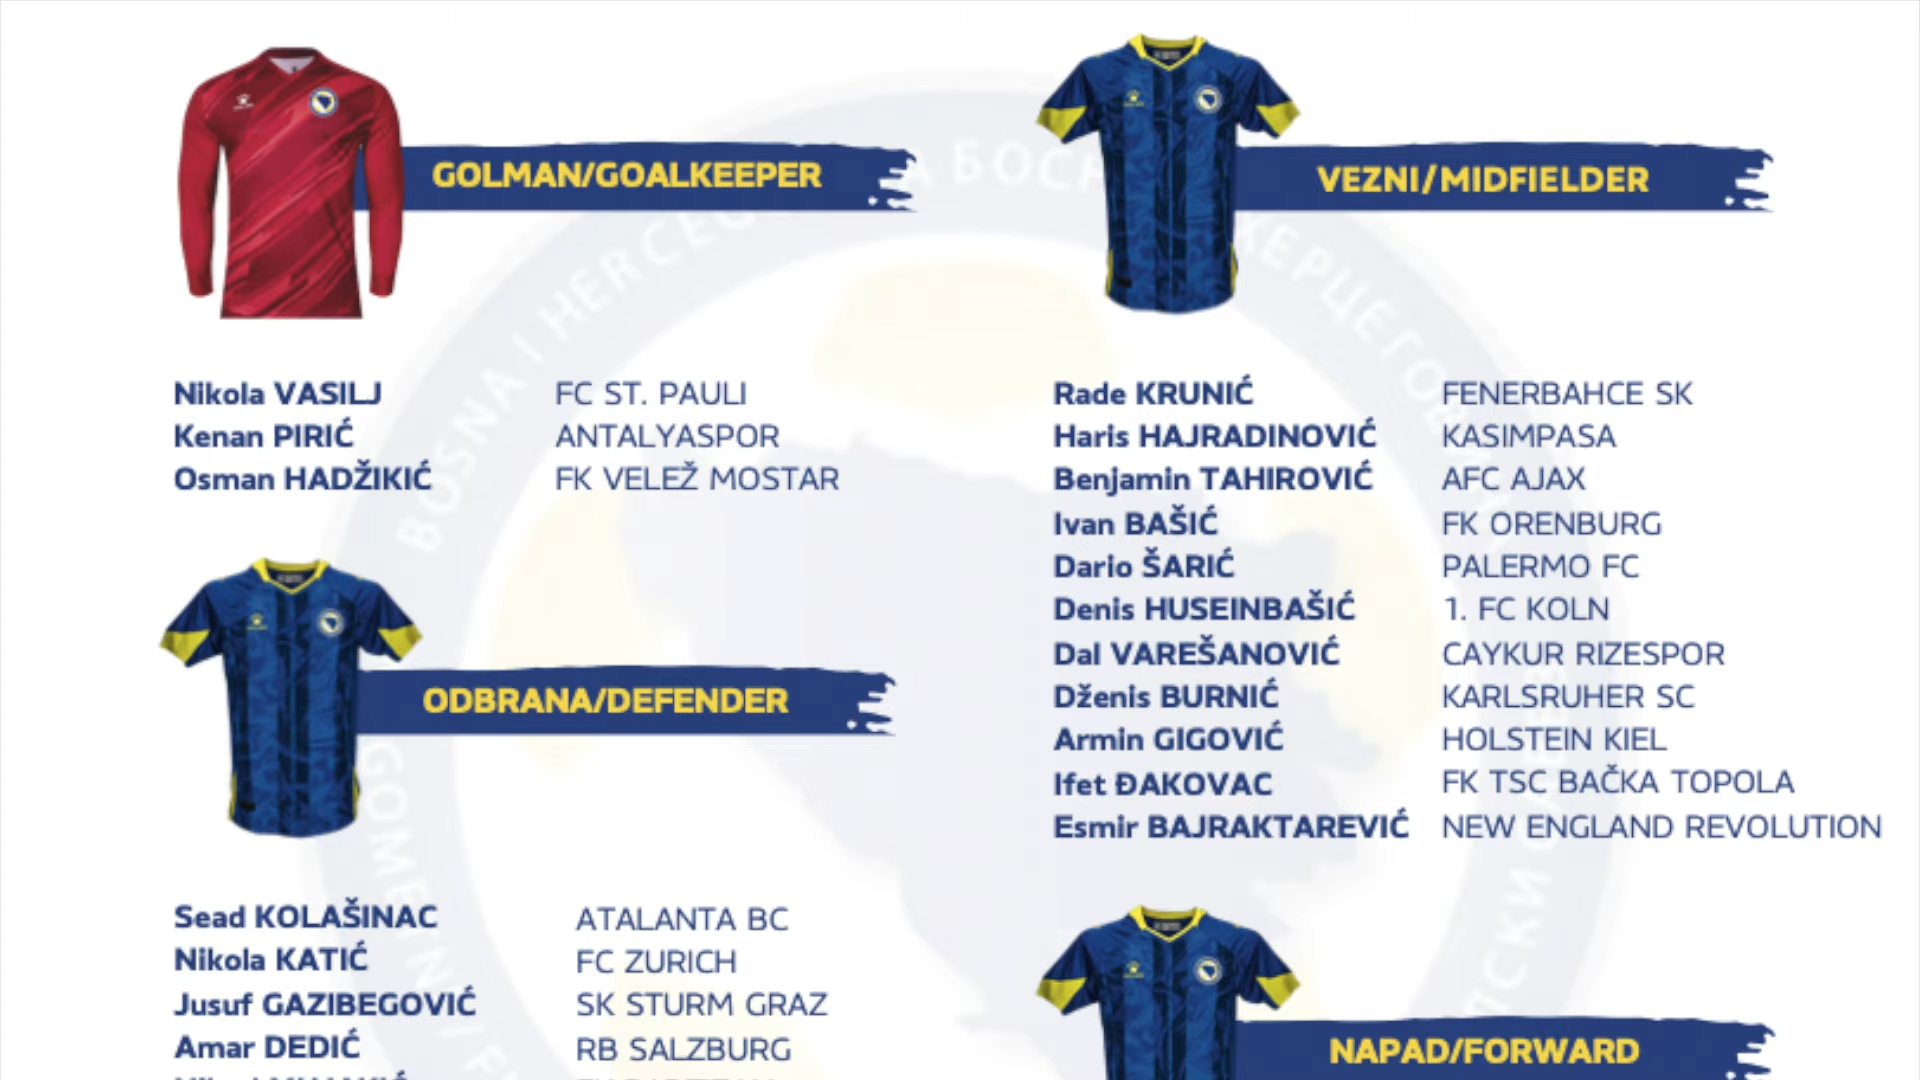 GOLMAN/GOALKEEPER
Nikola VASILJ FC ST. PAULI
Kenan PIRIĆ ANTALYASPOR
Osman HADŽIKIĆ FK VELEŽ MOSTAR
ODBRANA/DEFENDER
Sead KOLAŠINAC ATALANTA BC
Nikola KATIĆ FC ZURICH
Jusuf GAZIBEGOVIĆ SK STURM GRAZ
Amar DEDIĆ RB SALZBURG
VEZNI/MIDFIELDER
Rade KRUNIĆ FENERBAHCE SK
Haris HAJRADINOVIĆ KASIMPASA
Benjamin TAHIROVIĆ AFC AJAX
Ivan BAŠIĆ FK ORENBURG
Dario ŠARIĆ PALERMO FC
Denis HUSEINBAŠIĆ 1. FC KOLN
Dal VAREŠANOVIĆ CAYKUR RIZESPOR
Dženis BURNIĆ KARLSRUHER SC
Armin GIGOVIĆ HOLSTEIN KIEL
Ifet ĐAKOVAC FK TSC BAČKA TOPOLA
Esmir BAJRAKTAREVIĆ NEW ENGLAND REVOLUTION
NAPAD/FORWARD
BOSNA I HERCEG